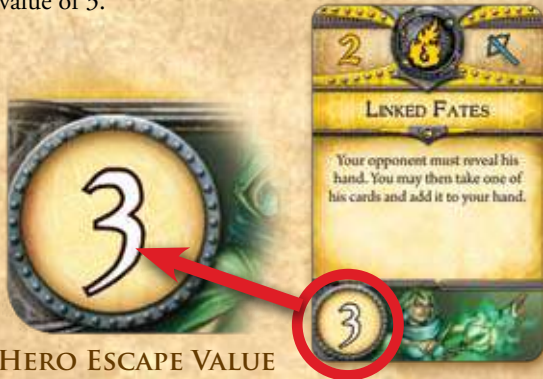 value of 3.
3
HERO ESCAPE VALUE
2
LINKED FATES
Your opponent must reveal his
hand. You may then take one of
his cards and add it to your hand.
3